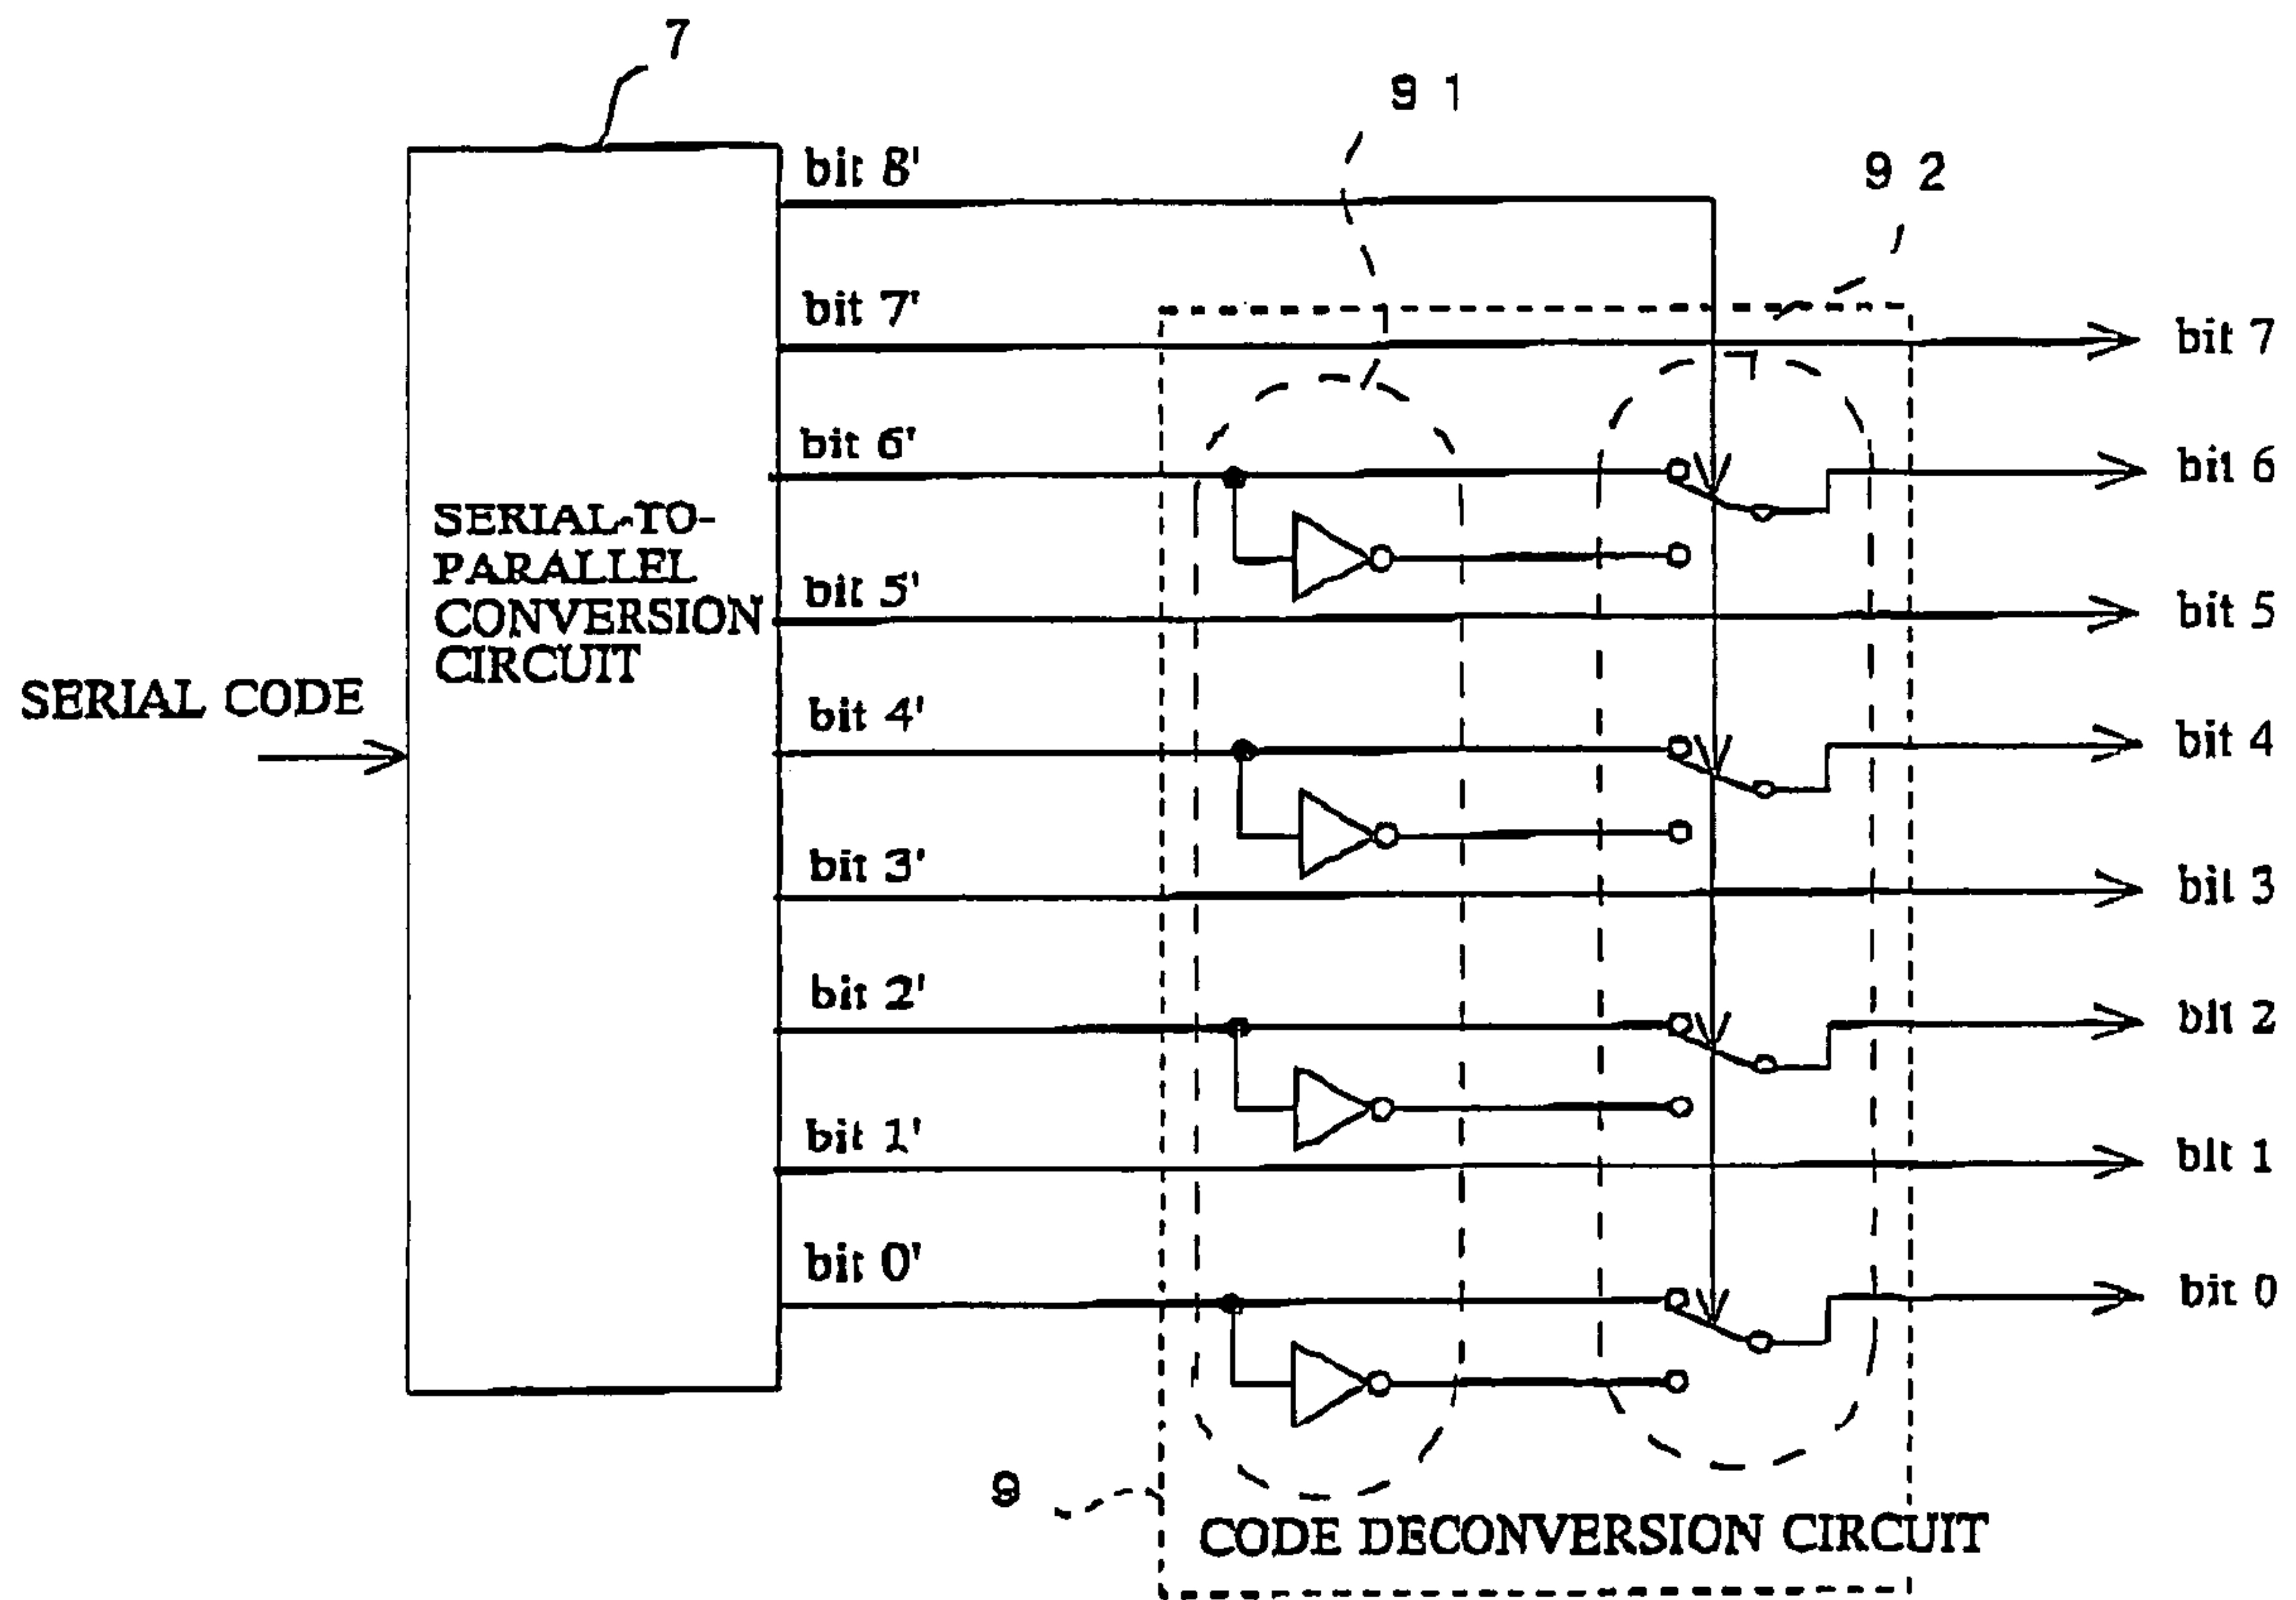 7
9 1
9 2
bit 8'
bit 7'
bit 7
bit 6'
bit 6
SERIAL-TO-
PARALLEL
CONVERSION
CIRCUIT
bit 5'
bit 5
SERIAL CODE
bit 4'
bit 4
bit 3'
bit 3
bit 2'
bit 2
bit 1'
bit 1
bit 0'
bit 0
9
CODE DECONVERSION CIRCUIT